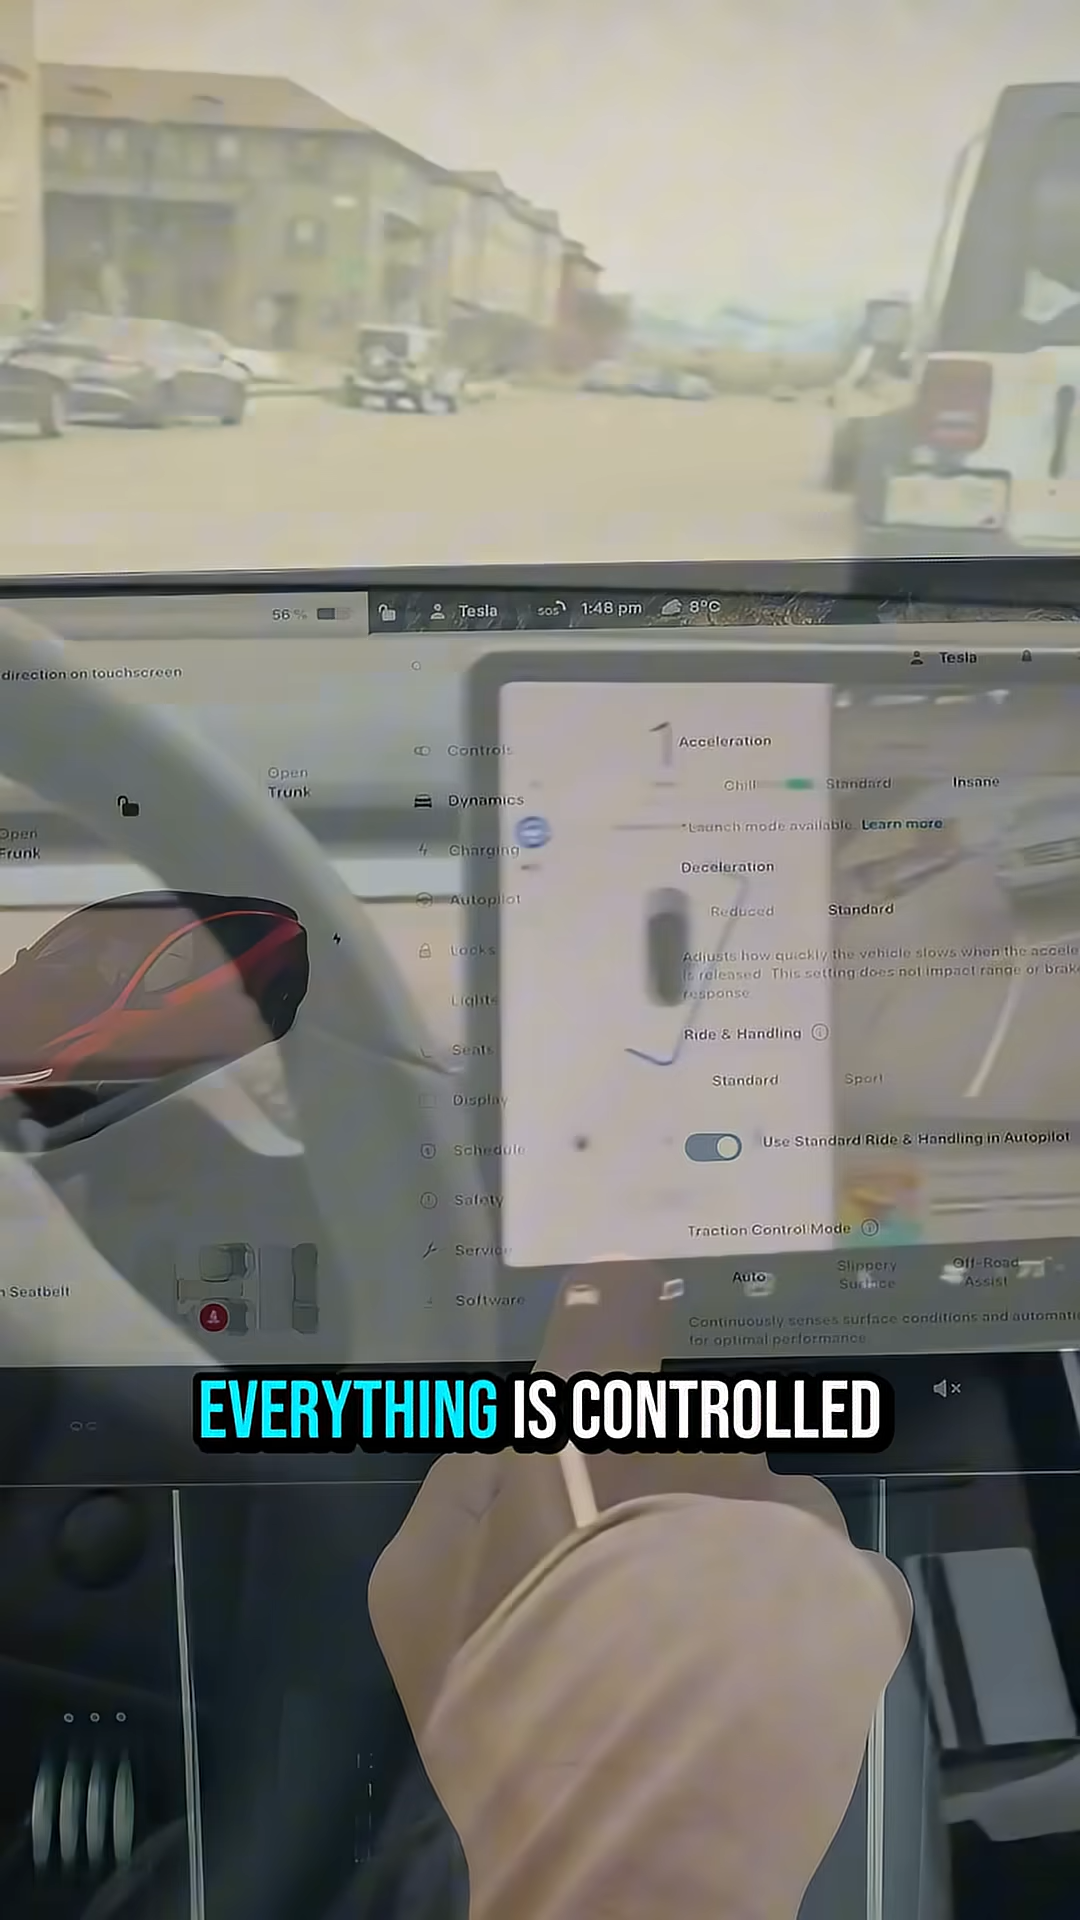 56 %
Tesla
SOS
1:48 pm
8°C
direction on touchscreen
Tesla
Open
Trunk
Open
Frunk
Controls
Dynamics
Charging
Autopilot
Locks
Lights
Seats
Display
Schedule
Safety
Service
Software
1
Acceleration
Chill
Standard
Insane
*Launch mode available. Learn more
Deceleration
Reduced
Standard
Adjusts how quickly the vehicle slows when the accele
is released. This setting does not impact range or brake
response
Ride & Handling
Standard
Sport
Use Standard Ride & Handling in Autopilot
Traction Control Mode
Auto
Slippery
Surface
Off-Road
Assist
Continuously senses surface conditions and automati
for optimal performance
n Seatbelt
EVERYTHING IS CONTROLLED